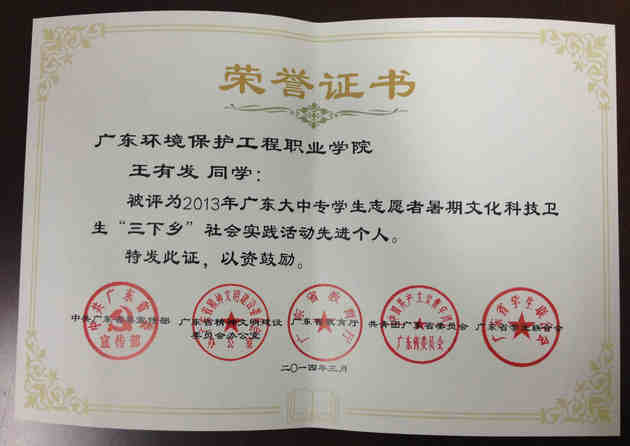 荣誉证书
广东环境保护工程职业学院
王有发 同学：
被评为2013年广东大中专学生志愿者暑期文化科技卫
生“三下乡”社会实践活动先进个人。
特发此证，以资鼓励。
中共广东省委宣传部 广东省精神文明建设 广东省教育厅 共青团广东省委员会 广东省学生联合会
委员会办公室
二〇一四年三月